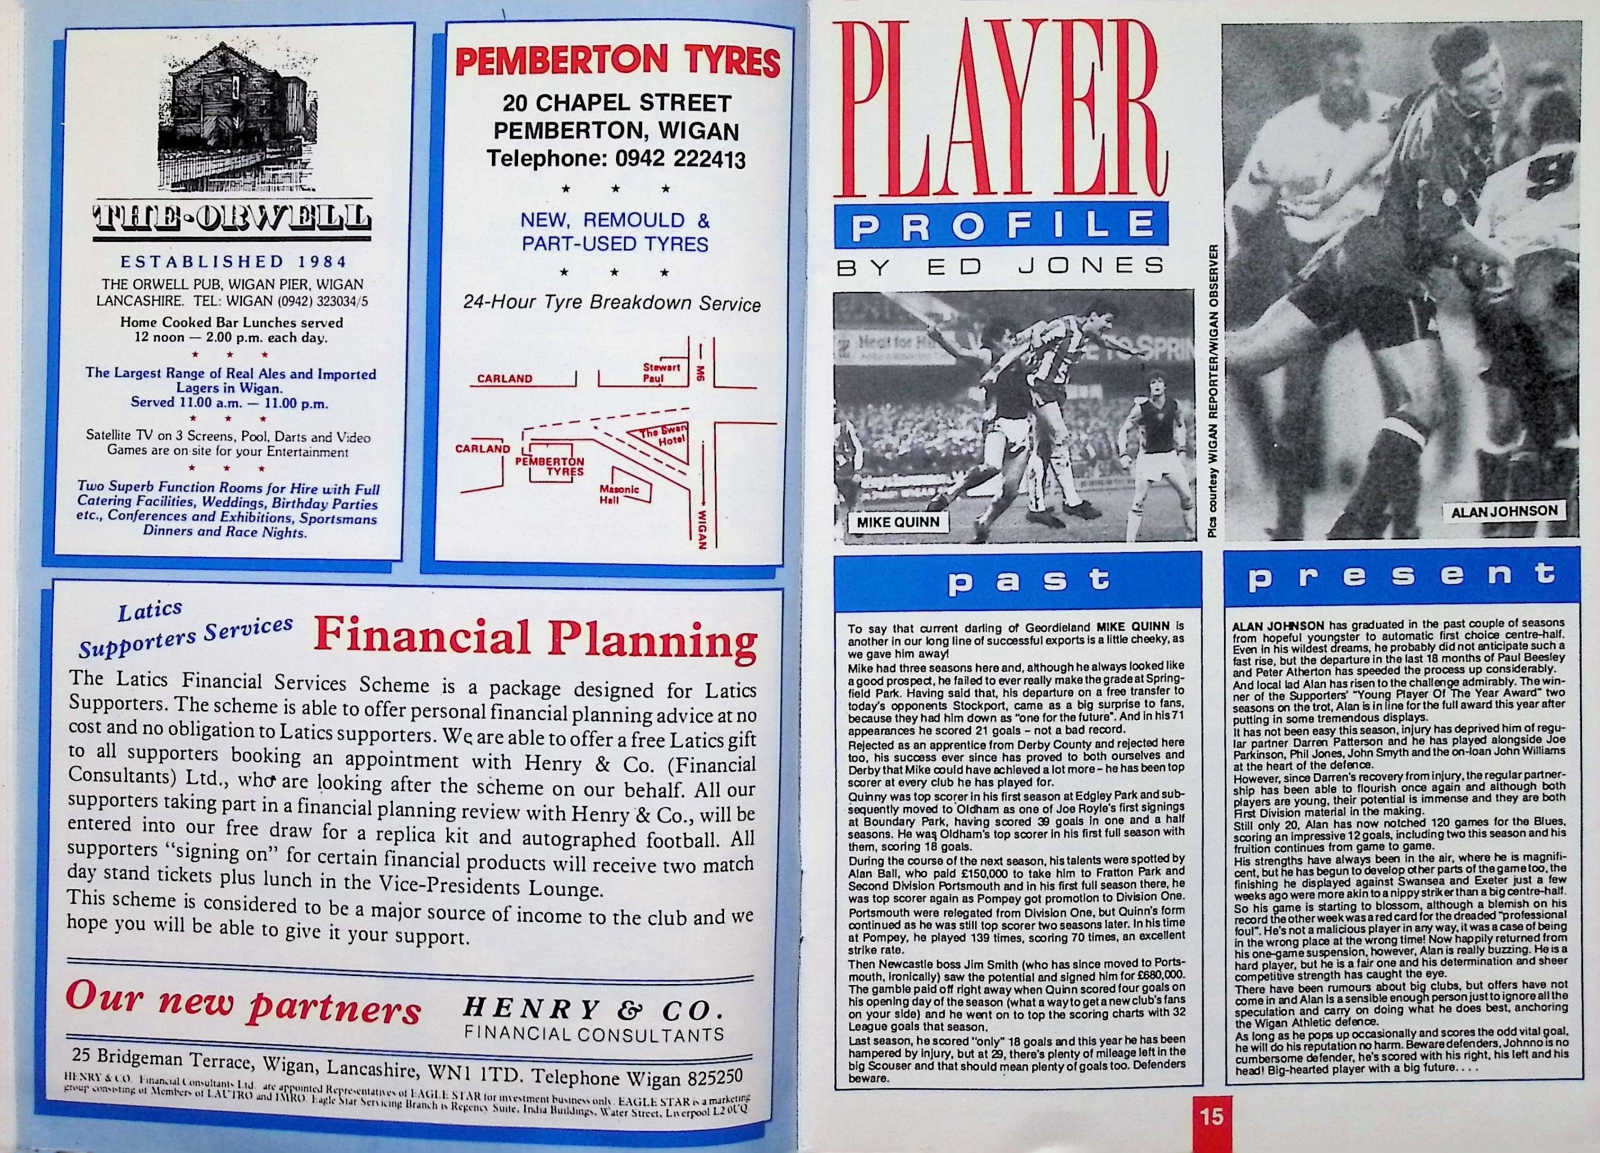 THE·ORWELL
ESTABLISHED 1984
THE ORWELL PUB, WIGAN PIER, WIGAN
LANCASHIRE. TEL: WIGAN (0942) 323034/5
Home Cooked Bar Lunches served
12 noon — 2.00 p.m. each day.
★ ★ ★
The Largest Range of Real Ales and Imported
Lagers in Wigan.
Served 11.00 a.m. — 11.00 p.m.
★ ★ ★
Satellite TV on 3 Screens, Pool, Darts and Video
Games are on site for your Entertainment
★ ★ ★
Two Superb Function Rooms for Hire with Full
Catering Facilities, Weddings, Birthday Parties
etc., Conferences and Exhibitions, Sportsmans
Dinners and Race Nights.
PEMBERTON TYRES
20 CHAPEL STREET
PEMBERTON, WIGAN
Telephone: 0942 222413
★ ★ ★
NEW, REMOULD &
PART-USED TYRES
★ ★ ★
24-Hour Tyre Breakdown Service
CARLAND
Stewart
Paul
M6
CARLAND
The Swan
Hotel
PEMBERTON
TYRES
Masonic
Hall
WIGAN
Latics
Supporters Services
Financial Planning
The Latics Financial Services Scheme is a package designed for Latics
Supporters. The scheme is able to offer personal financial planning advice at no
cost and no obligation to Latics supporters. We are able to offer a free Latics gift
to all supporters booking an appointment with Henry & Co. (Financial
Consultants) Ltd., who are looking after the scheme on our behalf. All our
supporters taking part in a financial planning review with Henry & Co., will be
entered into our free draw for a replica kit and autographed football. All
supporters "signing on" for certain financial products will receive two match
day stand tickets plus lunch in the Vice-Presidents Lounge.
This scheme is considered to be a major source of income to the club and we
hope you will be able to give it your support.
Our new partners
HENRY & CO.
FINANCIAL CONSULTANTS
25 Bridgeman Terrace, Wigan, Lancashire, WN1 1TD. Telephone Wigan 825250
HENRY & CO. Financial Consultants Ltd. are appointed Representatives of EAGLE STAR for investment business only. EAGLE STAR is a marketing
group consisting of Members of LAUTRO and IMRO. Eagle Star Servicing Branch is Regency Suite, India Buildings, Water Street, Liverpool L2 0UQ
PLAYER
PROFILE
BY ED JONES
MIKE QUINN
Pics courtesy WIGAN REPORTER/WIGAN OBSERVER
9
ALAN JOHNSON
past
To say that current darling of Geordieland MIKE QUINN is
another in our long line of successful exports is a little cheeky, as
we gave him away!
Mike had three seasons here and, although he always looked like
a good prospect, he failed to ever really make the grade at Spring-
field Park. Having said that, his departure on a free transfer to
today's opponents Stockport, came as a big surprise to fans,
because they had him down as "one for the future". And in his 71
appearances he scored 21 goals - not a bad record.
Rejected as an apprentice from Derby County and rejected here
too, his success ever since has proved to both ourselves and
Derby that Mike could have achieved a lot more - he has been top
scorer at every club he has played for.
Quinny was top scorer in his first season at Edgley Park and sub-
sequently moved to Oldham as one of Joe Royle's first signings
at Boundary Park, having scored 39 goals in one and a half
seasons. He was Oldham's top scorer in his first full season with
them, scoring 18 goals.
During the course of the next season, his talents were spotted by
Alan Ball, who paid £150,000 to take him to Fratton Park and
Second Division Portsmouth and in his first full season there, he
was top scorer again as Pompey got promotion to Division One.
Portsmouth were relegated from Division One, but Quinn's form
continued as he was still top scorer two seasons later. In his time
at Pompey, he played 139 times, scoring 70 times, an excellent
strike rate.
Then Newcastle boss Jim Smith (who has since moved to Ports-
mouth, ironically) saw the potential and signed him for £680,000.
The gamble paid off right away when Quinn scored four goals on
his opening day of the season (what a way to get a new club's fans
on your side) and he went on to top the scoring charts with 32
League goals that season.
Last season, he scored "only" 18 goals and this year he has been
hampered by injury, but at 29, there's plenty of mileage left in the
big Scouser and that should mean plenty of goals too. Defenders
beware.
present
ALAN JOHNSON has graduated in the past couple of seasons
from hopeful youngster to automatic first choice centre-half.
Even in his wildest dreams, he probably did not anticipate such a
fast rise, but the departure in the last 18 months of Paul Beesley
and Peter Atherton has speeded the process up considerably.
And local lad Alan has risen to the challenge admirably. The win-
ner of the Supporters' "Young Player Of The Year Award" two
seasons on the trot, Alan is in line for the full award this year after
putting in some tremendous displays.
It has not been easy this season, injury has deprived him of regu-
lar partner Darren Patterson and he has played alongside Joe
Parkinson, Phil Jones, John Smyth and the on-loan John Williams
at the heart of the defence.
However, since Darren's recovery from injury, the regular partner-
ship has been able to flourish once again and although both
players are young, their potential is immense and they are both
First Division material in the making.
Still only 20, Alan has now notched 120 games for the Blues,
scoring an impressive 12 goals, including two this season and his
fruition continues from game to game.
His strengths have always been in the air, where he is magnifi-
cent, but he has begun to develop other parts of the game too, the
finishing he displayed against Swansea and Exeter just a few
weeks ago were more akin to a nippy striker than a big centre-half.
So his game is starting to blossom, although a blemish on his
record the other week was a red card for the dreaded "professional
foul". He's not a malicious player in any way, it was a case of being
in the wrong place at the wrong time! Now happily returned from
his one-game suspension, however, Alan is really buzzing. He is a
hard player, but he is a fair one and his determination and sheer
competitive strength has caught the eye.
There have been rumours about big clubs, but offers have not
come in and Alan is a sensible enough person just to ignore all the
speculation and carry on doing what he does best, anchoring
the Wigan Athletic defence.
As long as he pops up occasionally and scores the odd vital goal,
he will do his reputation no harm. Beware defenders, Johnno is no
cumbersome defender, he's scored with his right, his left and his
head! Big-hearted player with a big future. . . .
15